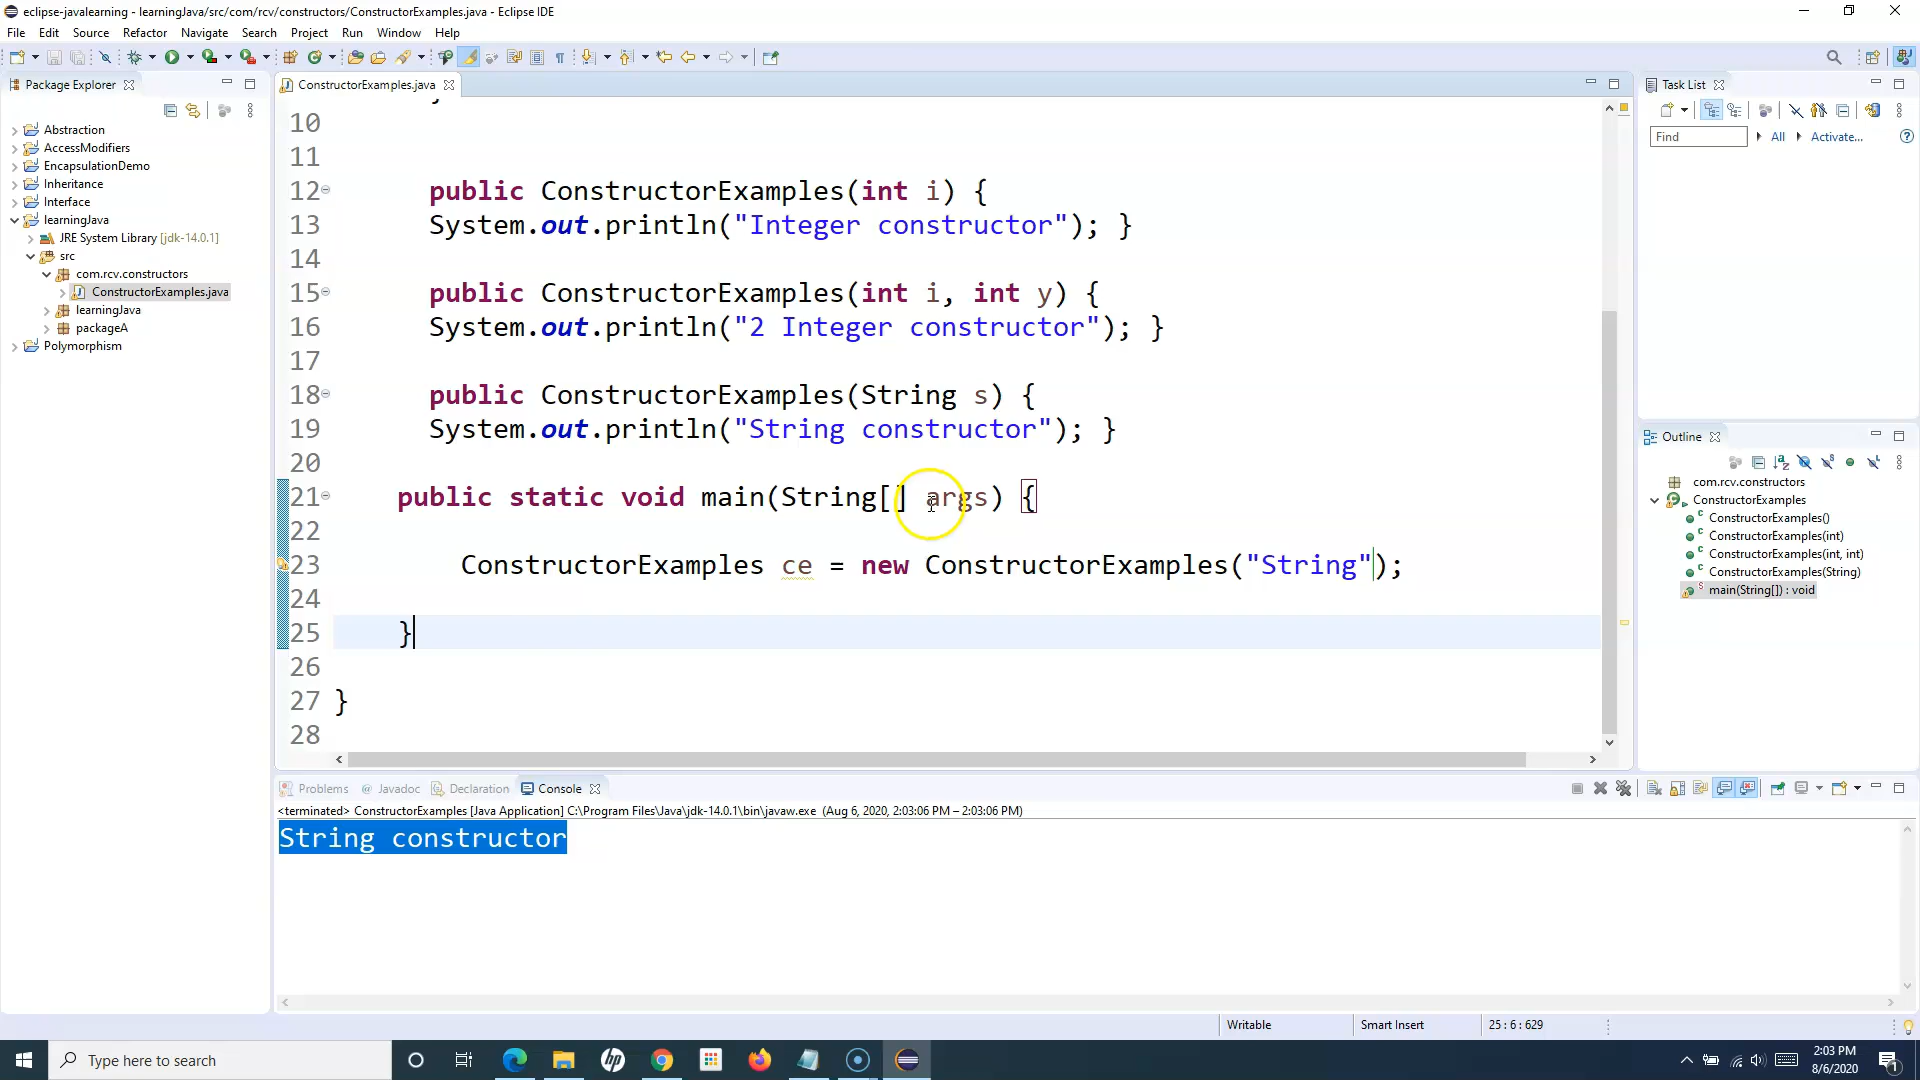 eclipse-javalearning - learningJava/src/com/rcv/constructors/ConstructorExamples.java - Eclipse IDE
File Edit Source Refactor Navigate Search Project Run Window Help
Package Explorer
Abstraction
AccessModifiers
EncapsulationDemo
Inheritance
Interface
learningJava
JRE System Library [jdk-14.0.1]
src
com.rcv.constructors
ConstructorExamples.java
learningJava
packageA
Polymorphism
ConstructorExamples.java
10
11
12 public ConstructorExamples(int i) {
13 System.out.println("Integer constructor"); }
14
15 public ConstructorExamples(int i, int y) {
16 System.out.println("2 Integer constructor"); }
17
18 public ConstructorExamples(String s) {
19 System.out.println("String constructor"); }
20
21 public static void main(String[] args) {
22
23 ConstructorExamples ce = new ConstructorExamples("String");
24
25 }
26
27 }
28
Task List
Find All Activate...
Outline
com.rcv.constructors
ConstructorExamples
ConstructorExamples()
ConstructorExamples(int)
ConstructorExamples(int, int)
ConstructorExamples(String)
main(String[]) : void
Problems @ Javadoc Declaration Console
<terminated> ConstructorExamples [Java Application] C:\Program Files\Java\jdk-14.0.1\bin\javaw.exe (Aug 6, 2020, 2:03:06 PM – 2:03:06 PM)
String constructor
Writable Smart Insert 25 : 6 : 629
Type here to search
hp
2:03 PM
8/6/2020
1